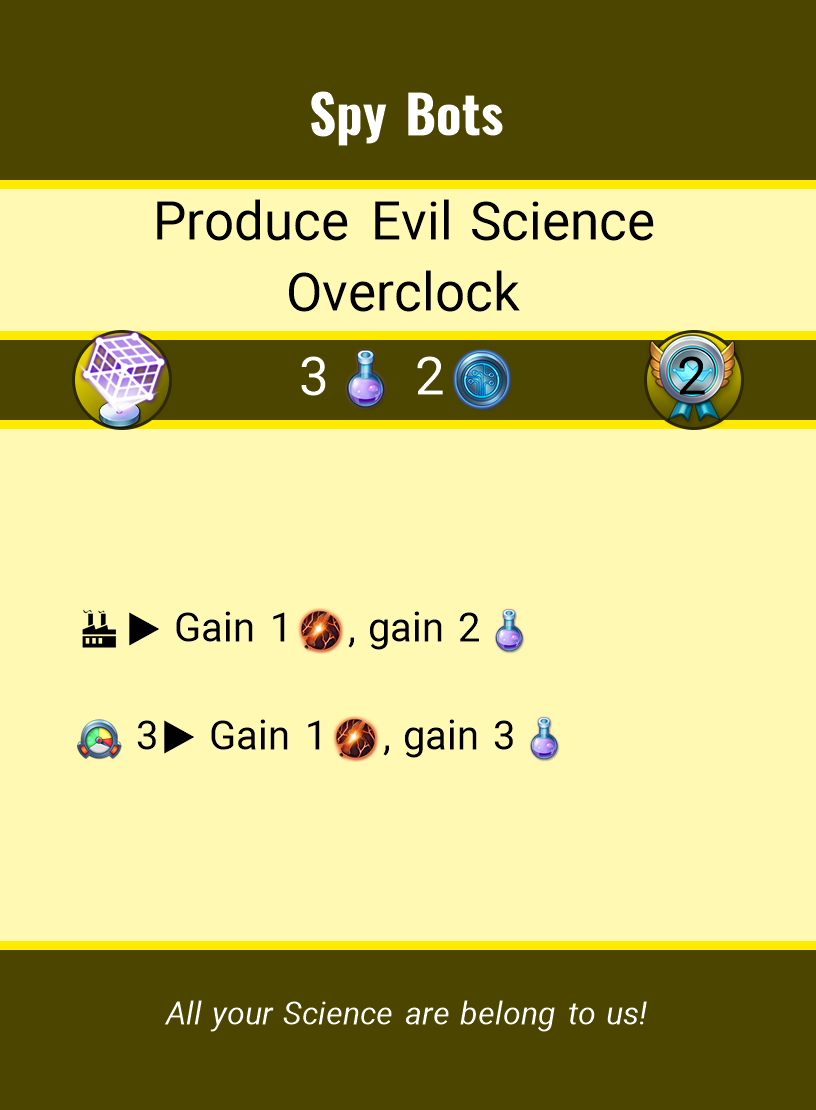 Spy Bots
Produce Evil Science
Overclock
3 2 2
▶ Gain 1 , gain 2
3▶ Gain 1 , gain 3
All your Science are belong to us!